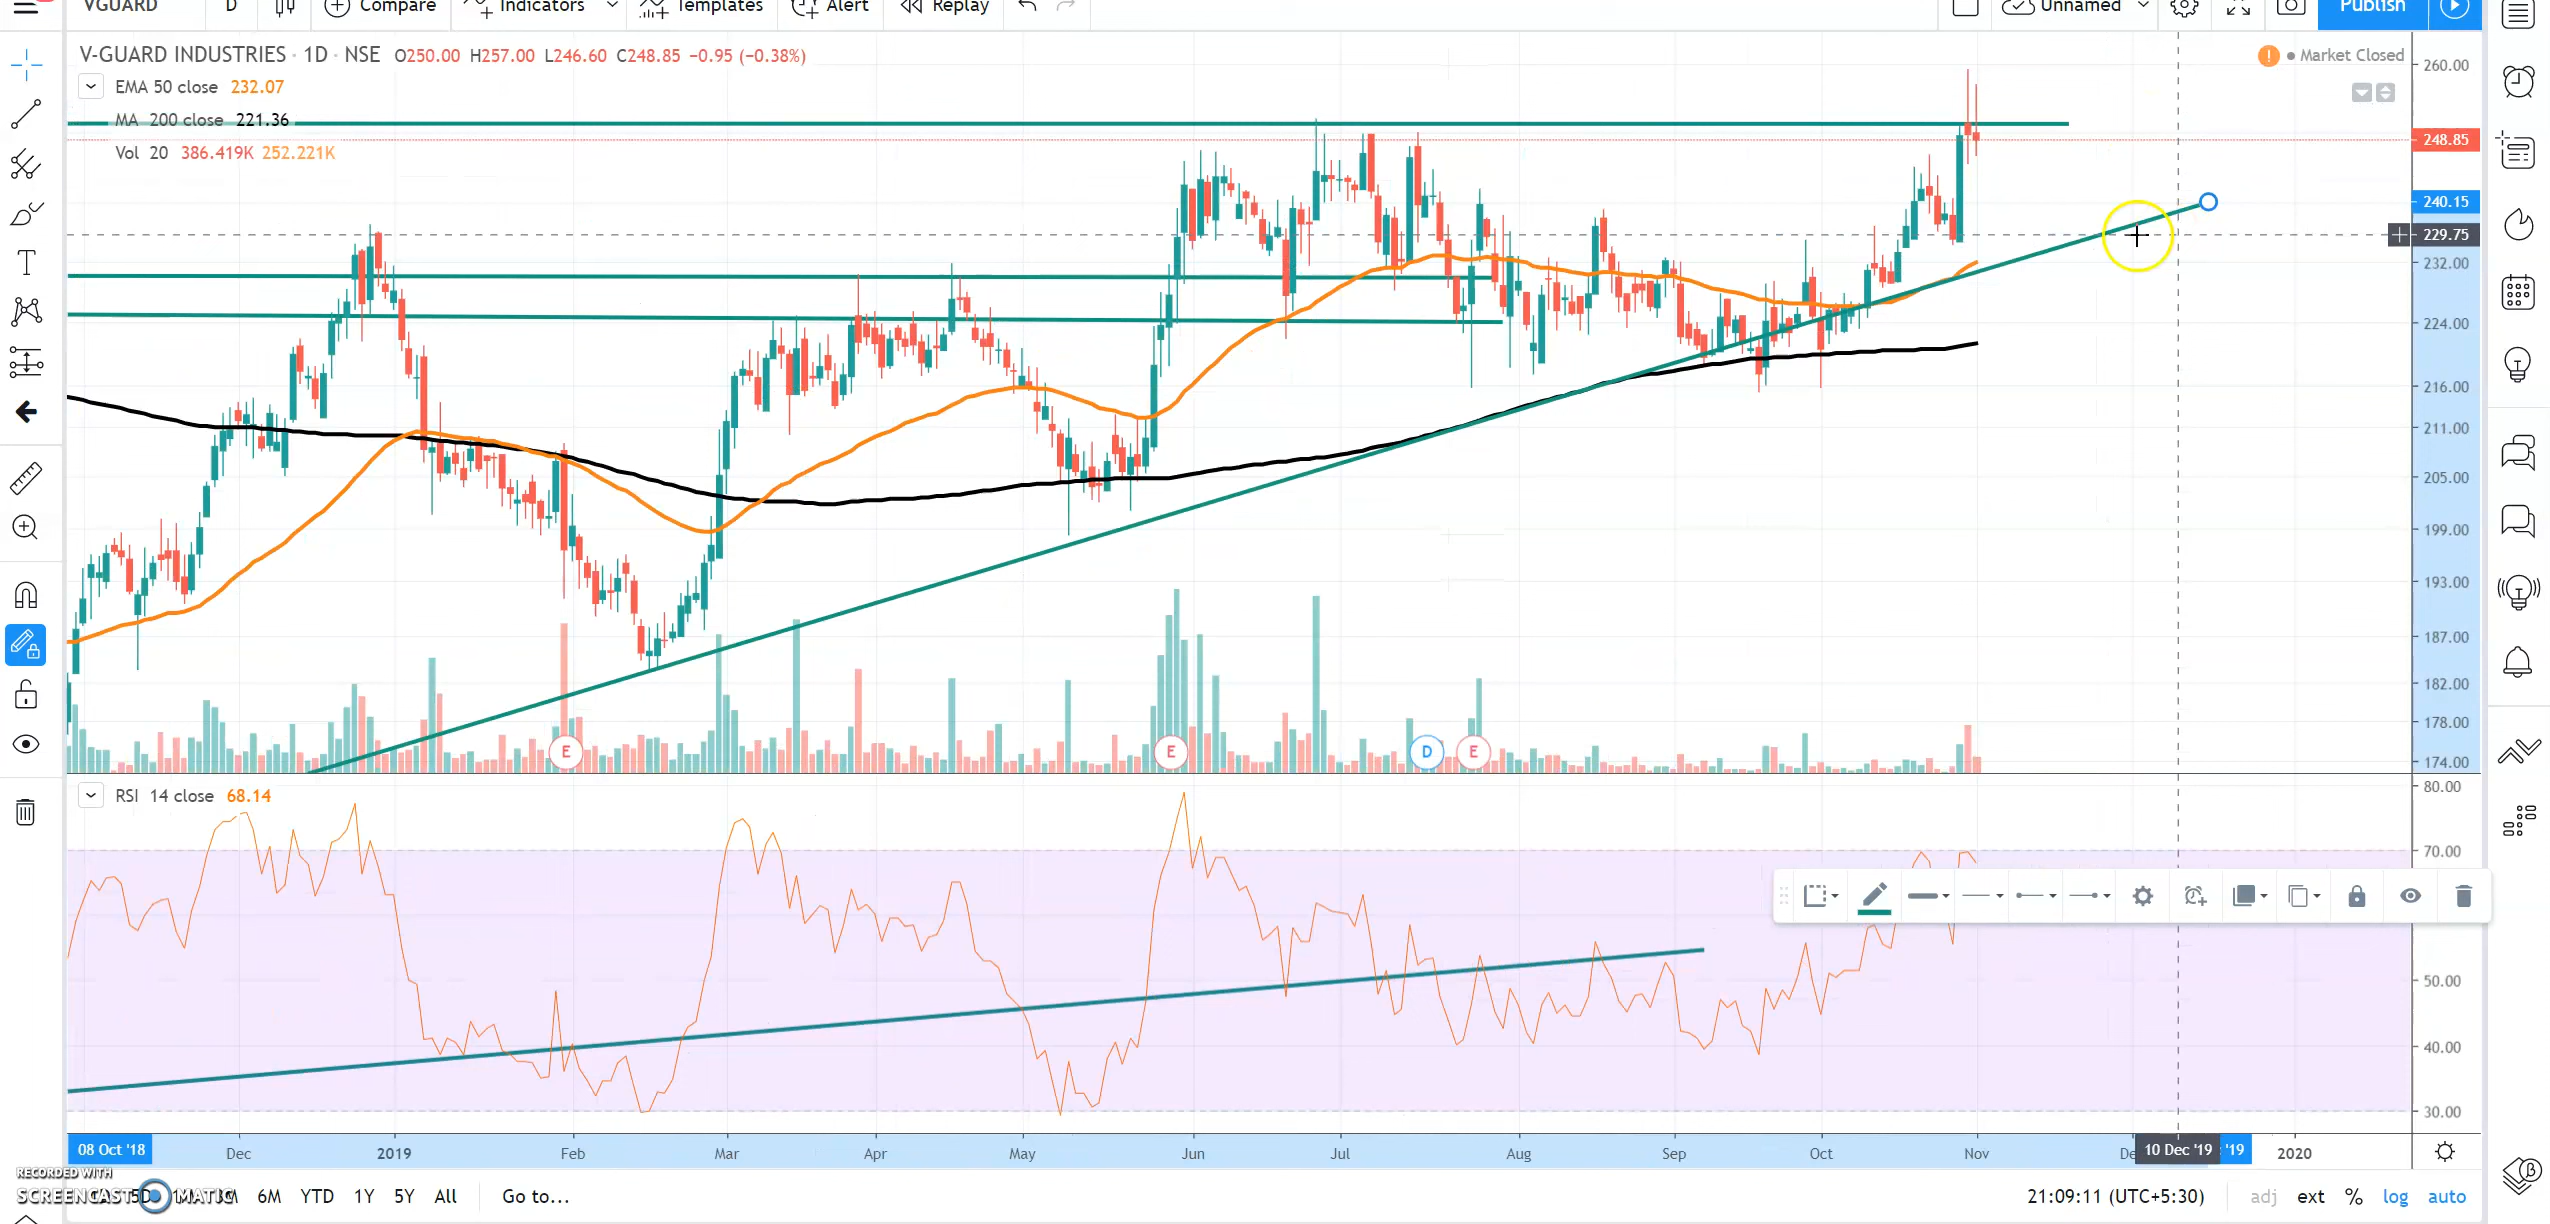 VGUARD D Compare Indicators Templates Alert Replay Unnamed Publish
V-GUARD INDUSTRIES · 1D · NSE O250.00 H257.00 L246.60 C248.85 −0.95 (−0.38%) Market Closed
EMA 50 close 232.07
MA 200 close 221.36
Vol 20 386.419K 252.221K
260.00
248.85
240.15
229.75
232.00
224.00
216.00
211.00
205.00
199.00
193.00
187.00
182.00
178.00
174.00
E E D E
RSI 14 close 68.14
80.00
70.00
50.00
40.00
30.00
08 Oct '18 Dec 2019 Feb Mar Apr May Jun Jul Aug Sep Oct Nov 10 Dec '19 '19 2020
RECORDED WITH
SCREENCAST MATIC
5D 6M YTD 1Y 5Y All Go to... 21:09:11 (UTC+5:30) adj ext % log auto